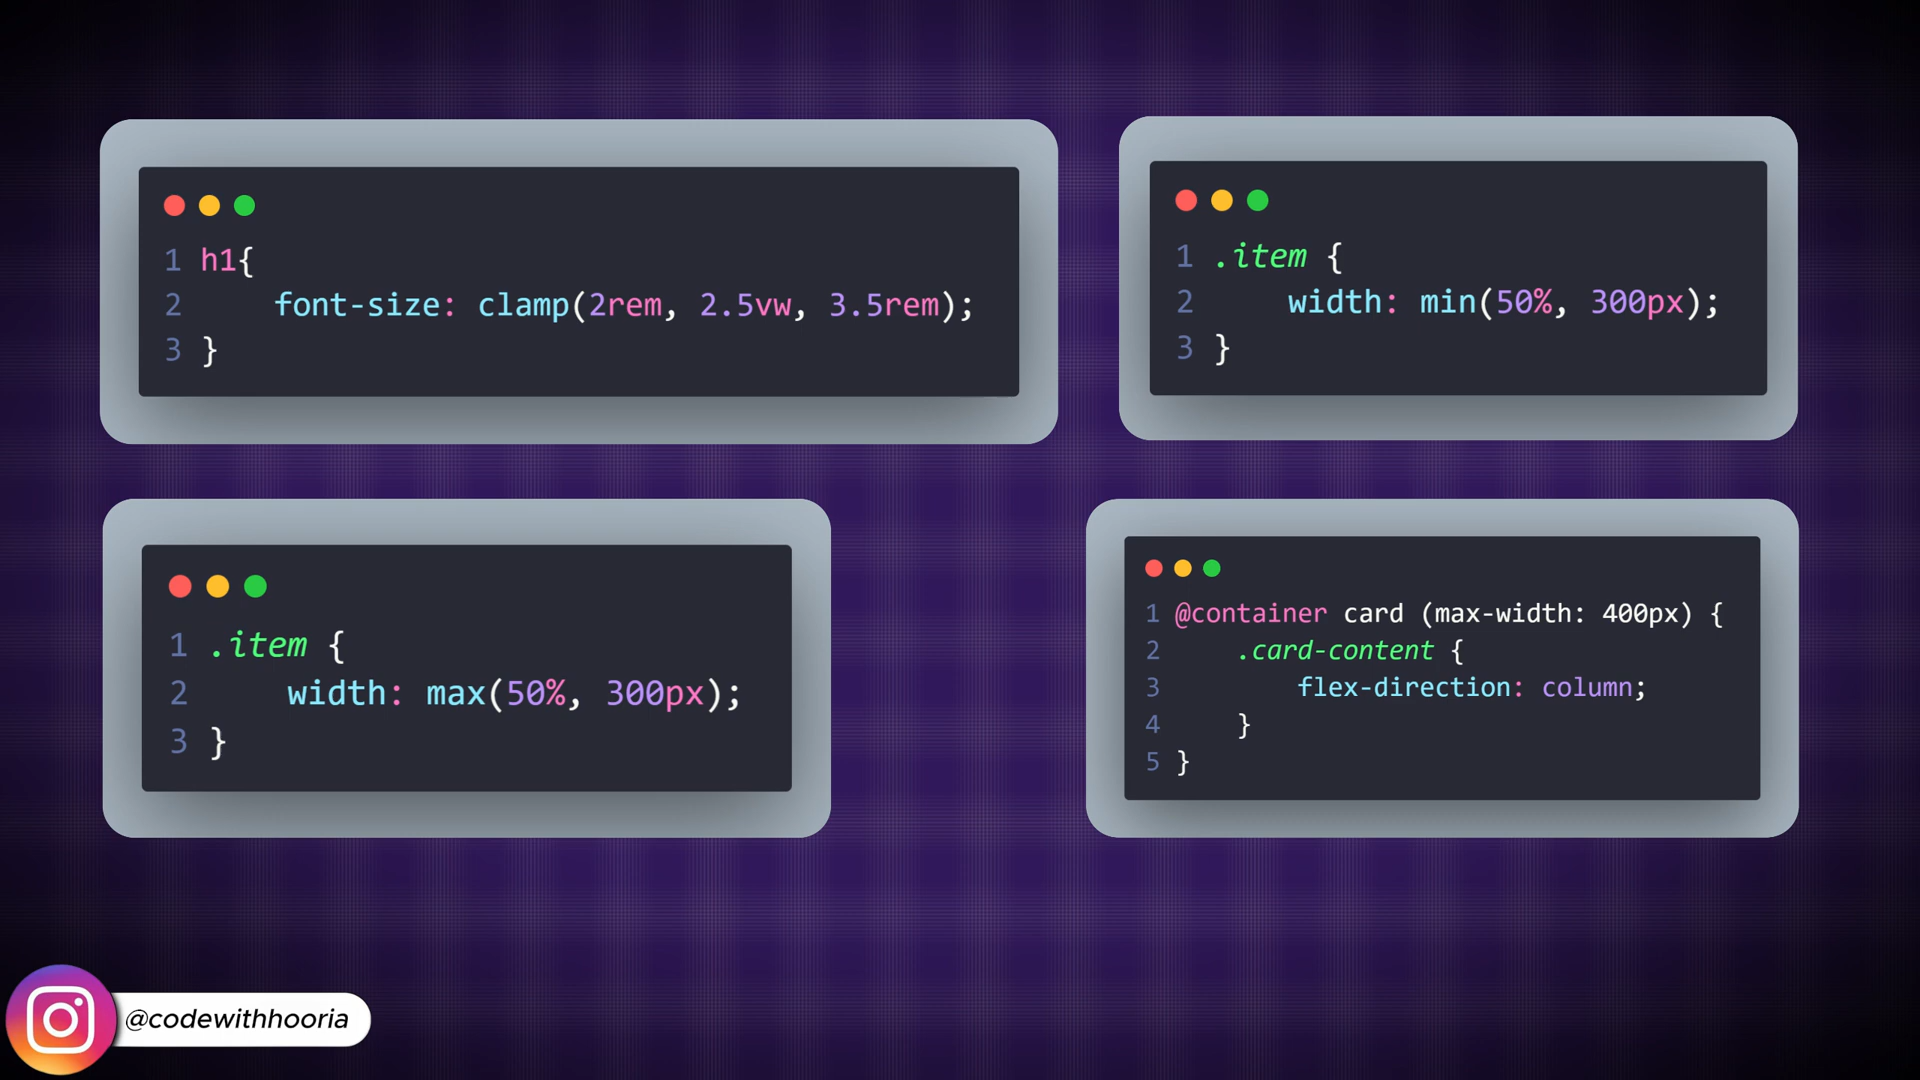 1 h1{
2     font-size: clamp(2rem, 2.5vw, 3.5rem);
3 }
1 .item {
2     width: min(50%, 300px);
3 }
1 .item {
2     width: max(50%, 300px);
3 }
1 @container card (max-width: 400px) {
2     .card-content {
3         flex-direction: column;
4     }
5 }
@codewithhooria